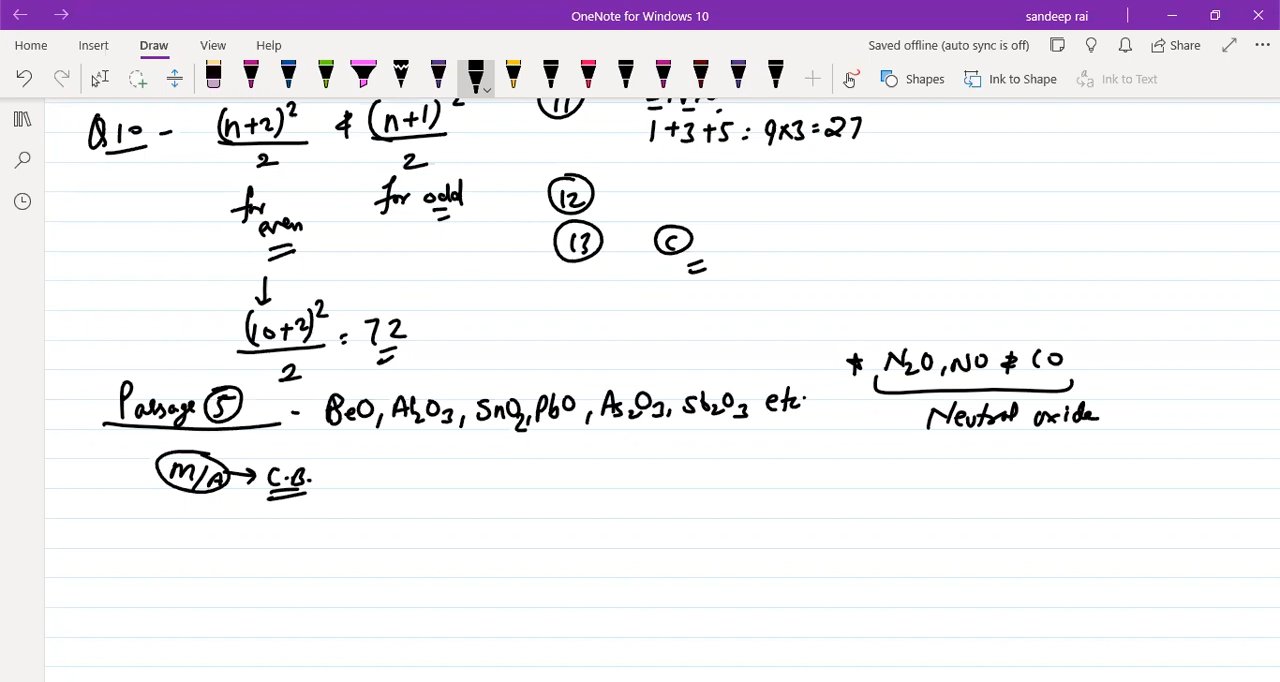 OneNote for Windows 10
sandeep rai
Home Insert Draw View Help
Saved offline (auto sync is off)
Share
Shapes
Ink to Shape
Ink to Text
Q10 - (n+2)²/2 & (n+1)²/2
for even
for odd
(10+2)²/2 = 72
11
1+3+5 = 9×3=27
12
13 C
* N₂O, NO & CO
Neutral oxide
Passage 5 - BeO, Al₂O₃, SnO₂, PbO, As₂O₃, Sb₂O₃ etc.
M/A → C.B.